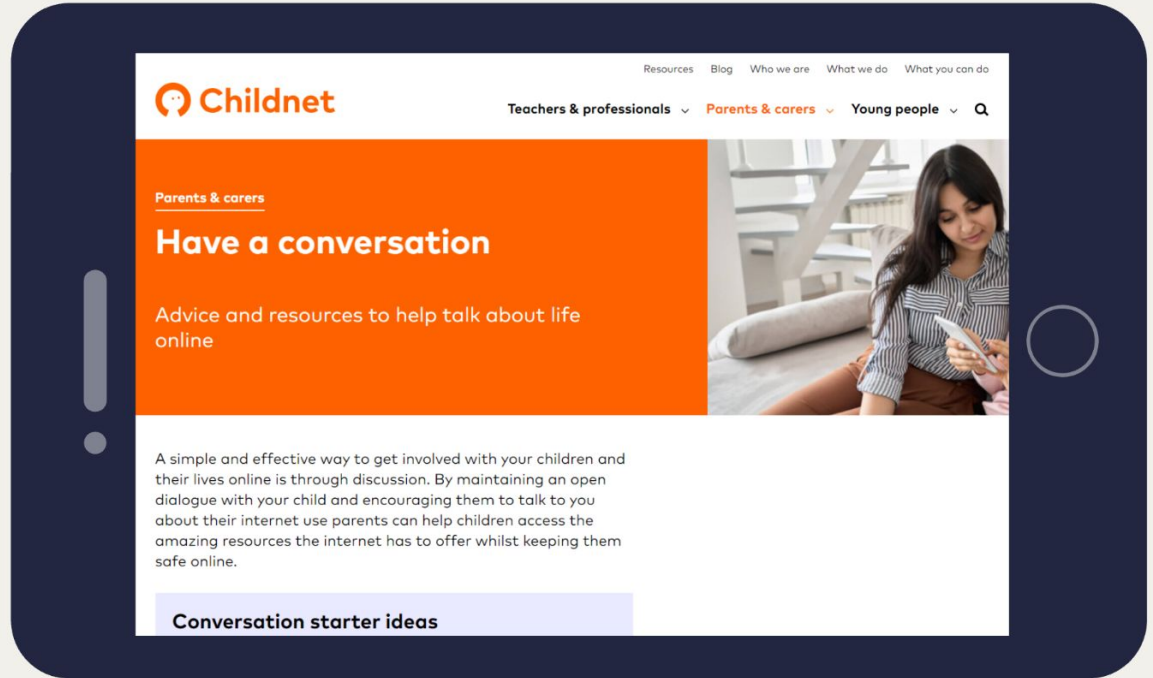 Resources Blog Who we are What we do What you can do
Childnet
Teachers & professionals Parents & carers Young people
Parents & carers
Have a conversation
Advice and resources to help talk about life
online
A simple and effective way to get involved with your children and
their lives online is through discussion. By maintaining an open
dialogue with your child and encouraging them to talk to you
about their internet use parents can help children access the
amazing resources the internet has to offer whilst keeping them
safe online.
Conversation starter ideas